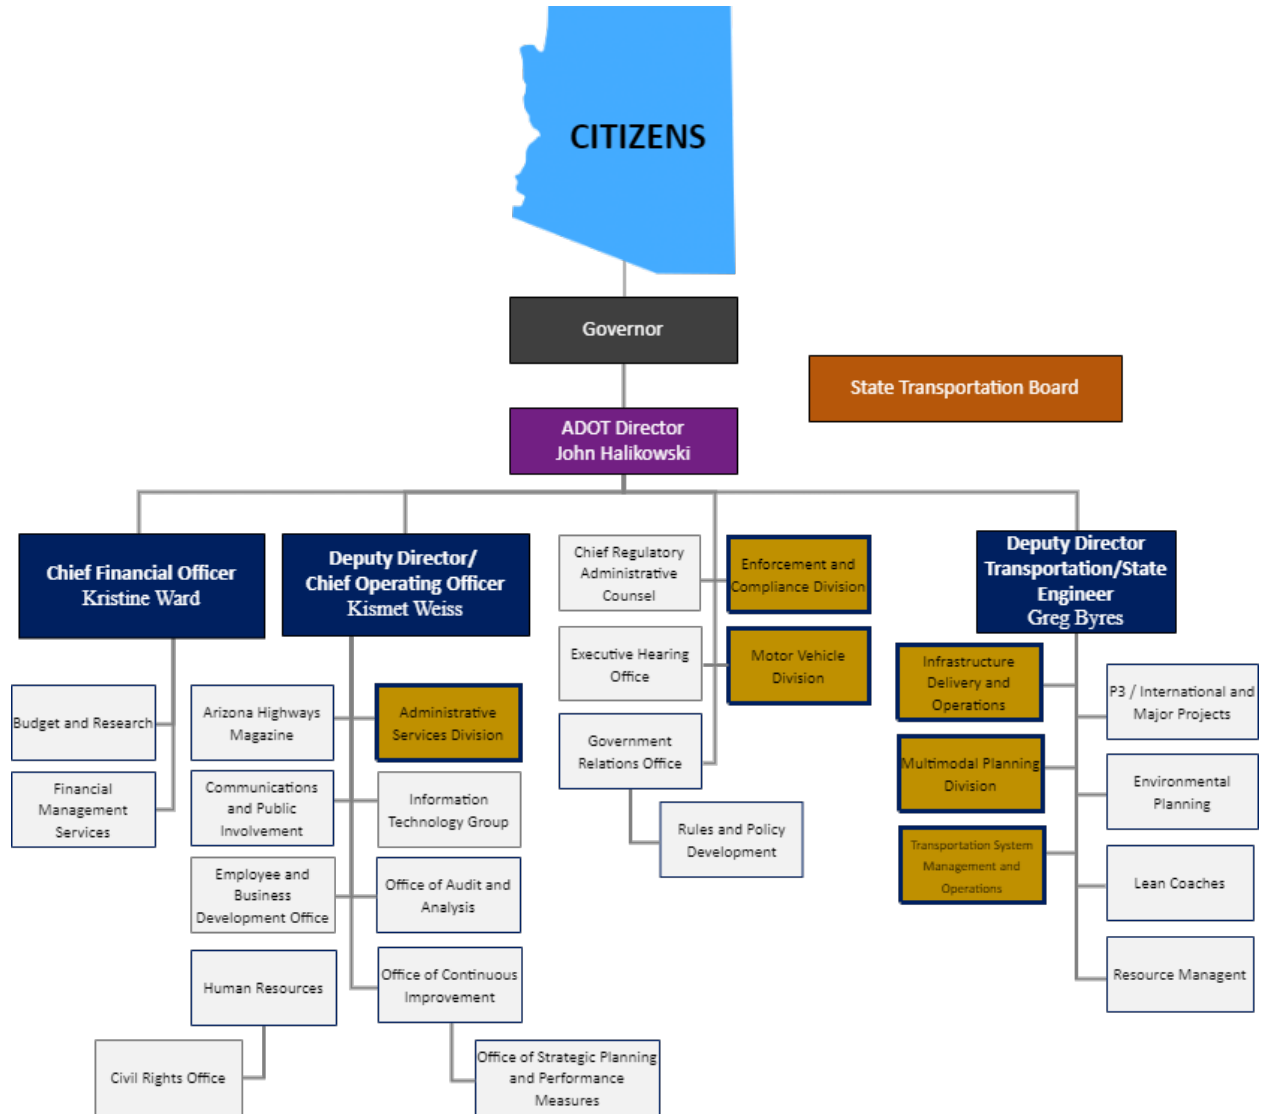 CITIZENS
Governor
State Transportation Board
ADOT Director
John Halikowski
Chief Financial Officer
Kristine Ward
Budget and Research
Financial
Management
Services
Deputy Director/
Chief Operating Officer
Kismet Weiss
Arizona Highways
Magazine
Administrative
Services Division
Communications
and Public
Involvement
Information
Technology Group
Employee and
Business
Development Office
Office of Audit and
Analysis
Human Resources
Office of Continuous
Improvement
Civil Rights Office
Office of Strategic Planning
and Performance
Measures
Chief Regulatory
Administrative
Counsel
Enforcement and
Compliance Division
Executive Hearing
Office
Motor Vehicle
Division
Government
Relations Office
Rules and Policy
Development
Deputy Director
Transportation/State
Engineer
Greg Byres
Infrastructure
Delivery and
Operations
P3 / International and
Major Projects
Multimodal Planning
Division
Environmental
Planning
Transportation System
Management and
Operations
Lean Coaches
Resource Managent